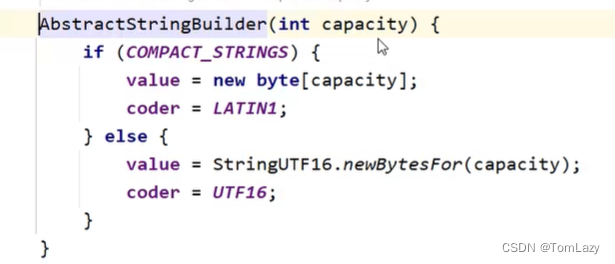 AbstractStringBuilder(int capacity) {
    if (COMPACT_STRINGS) {
        value = new byte[capacity];
        coder = LATIN1;
    } else {
        value = StringUTF16.newBytesFor(capacity);
        coder = UTF16;
    }
}
CSDN @TomLazy